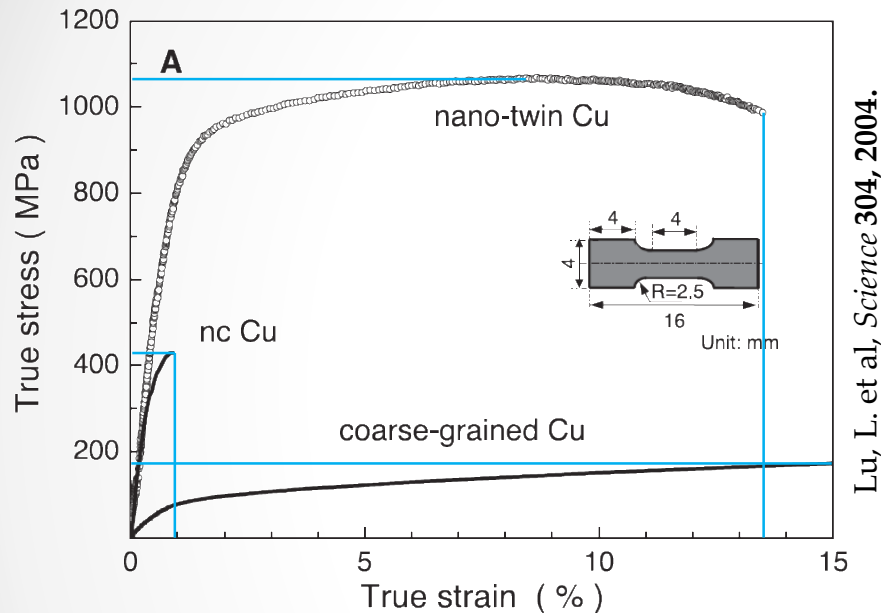 1200
A
1000
nano-twin Cu
800
4
4
600
4
R=2,5
nc Cu
16
Unit: mm
400
coarse-grained Cu
200
0
5
10
15
True strain ( % )
True stress ( MPa )
Lu, L. et al, Science 304, 2004.